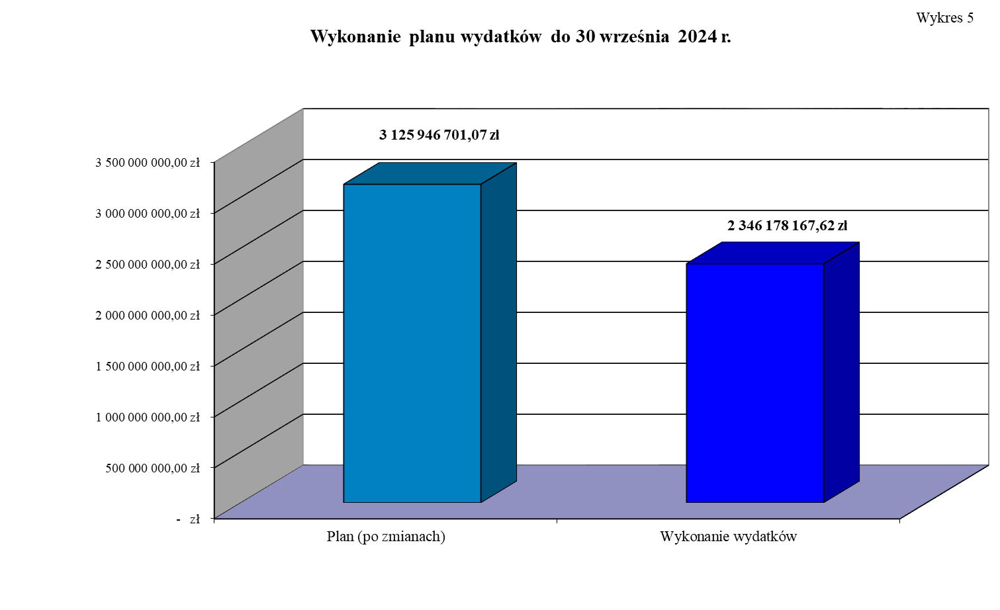 Wykres 5
Wykonanie planu wydatków do 30 września 2024 r.
3 125 946 701,07 zł
3 500 000 000,00 zł
3 000 000 000,00 zł
2 346 178 167,62 zł
2 500 000 000,00 zł
2 000 000 000,00 zł
1 500 000 000,00 zł
1 000 000 000,00 zł
500 000 000,00 zł
- zł
Plan (po zmianach)
Wykonanie wydatków